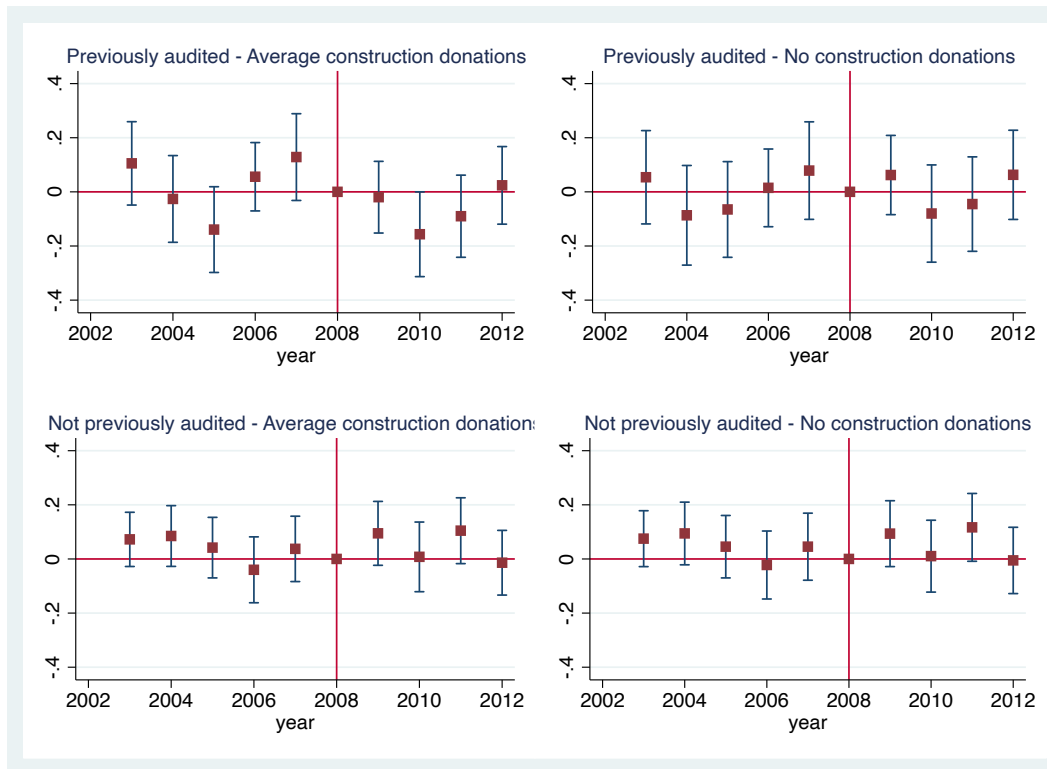 Previously audited - Average construction donations
.4
.2
0
-.2
-.4
2002 2004 2006 2008 2010 2012
year
Previously audited - No construction donations
.4
.2
0
-.2
-.4
2002 2004 2006 2008 2010 2012
year
Not previously audited - Average construction donations
.4
.2
0
-.2
-.4
2002 2004 2006 2008 2010 2012
year
Not previously audited - No construction donations
.4
.2
0
-.2
-.4
2002 2004 2006 2008 2010 2012
year